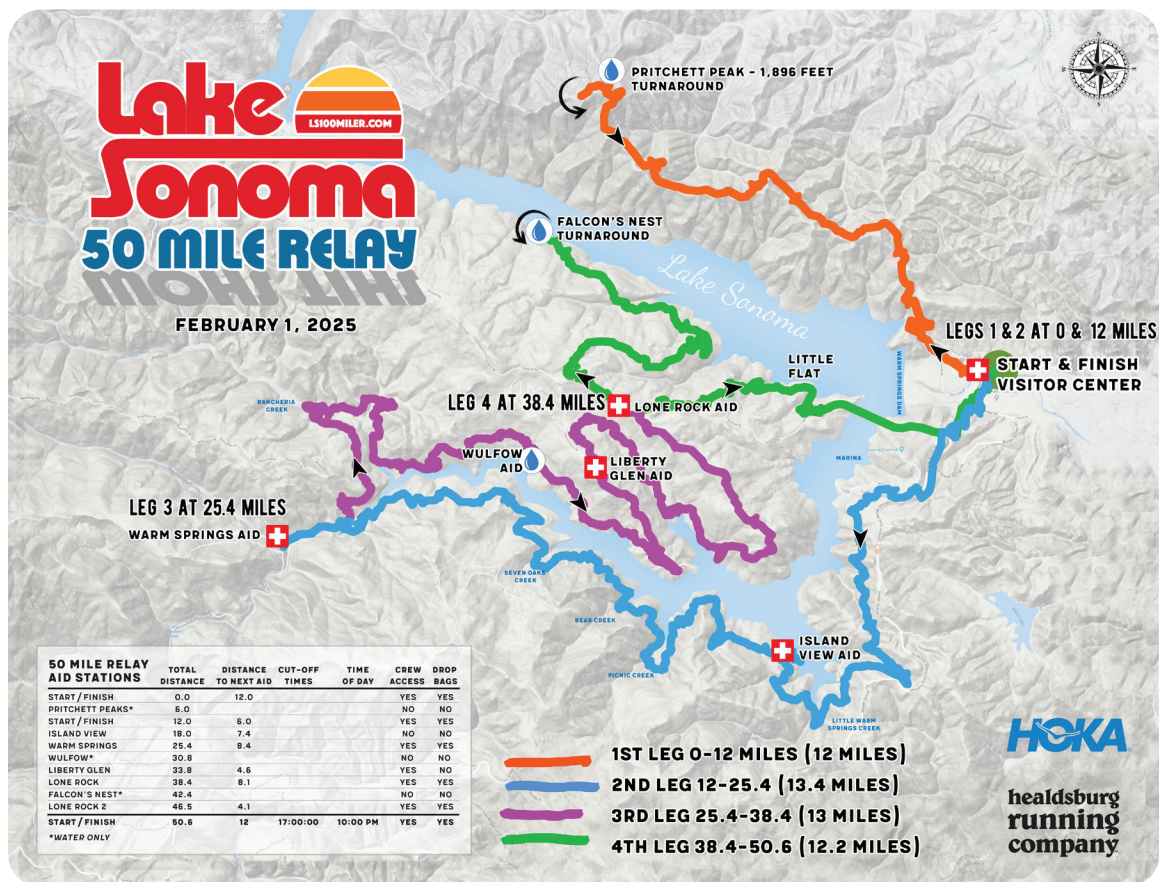 Lake
LS100MILER.COM
Sonoma
50 MILE RELAY
SHIT SHOW
FEBRUARY 1, 2025
PRITCHETT PEAK - 1,896 FEET
TURNAROUND
FALCON'S NEST
TURNAROUND
Lake Sonoma
LEGS 1 & 2 AT 0 & 12 MILES
START & FINISH
VISITOR CENTER
WARM SPRINGS DAM
LITTLE
FLAT
LEG 4 AT 38.4 MILES
LONE ROCK AID
RANCHERIA
CREEK
WULFOW
AID
LIBERTY
GLEN AID
MARINA
LEG 3 AT 25.4 MILES
WARM SPRINGS AID
SEVEN OAKS
CREEK
BEAR CREEK
ISLAND
VIEW AID
PICNIC CREEK
LITTLE WARM
SPRINGS CREEK
50 MILE RELAY
AID STATIONS TOTAL DISTANCE DISTANCE TO NEXT AID CUT-OFF TIMES TIME OF DAY CREW ACCESS DROP BAGS
START/FINISH 0.0 12.0 YES YES
PRITCHETT PEAKS* 6.0 NO NO
START/FINISH 12.0 6.0 YES YES
ISLAND VIEW 18.0 7.4 NO NO
WARM SPRINGS 25.4 8.4 YES YES
WULFOW* 30.8 NO NO
LIBERTY GLEN 33.8 4.6 YES NO
LONE ROCK 38.4 8.1 YES YES
FALCON'S NEST* 42.4 NO NO
LONE ROCK 2 46.5 4.1 YES YES
START/FINISH 50.6 12 17:00:00 10:00 PM YES YES
*WATER ONLY
1ST LEG 0-12 MILES (12 MILES)
2ND LEG 12-25.4 (13.4 MILES)
3RD LEG 25.4-38.4 (13 MILES)
4TH LEG 38.4-50.6 (12.2 MILES)
HOKA
healdsburg
running
company